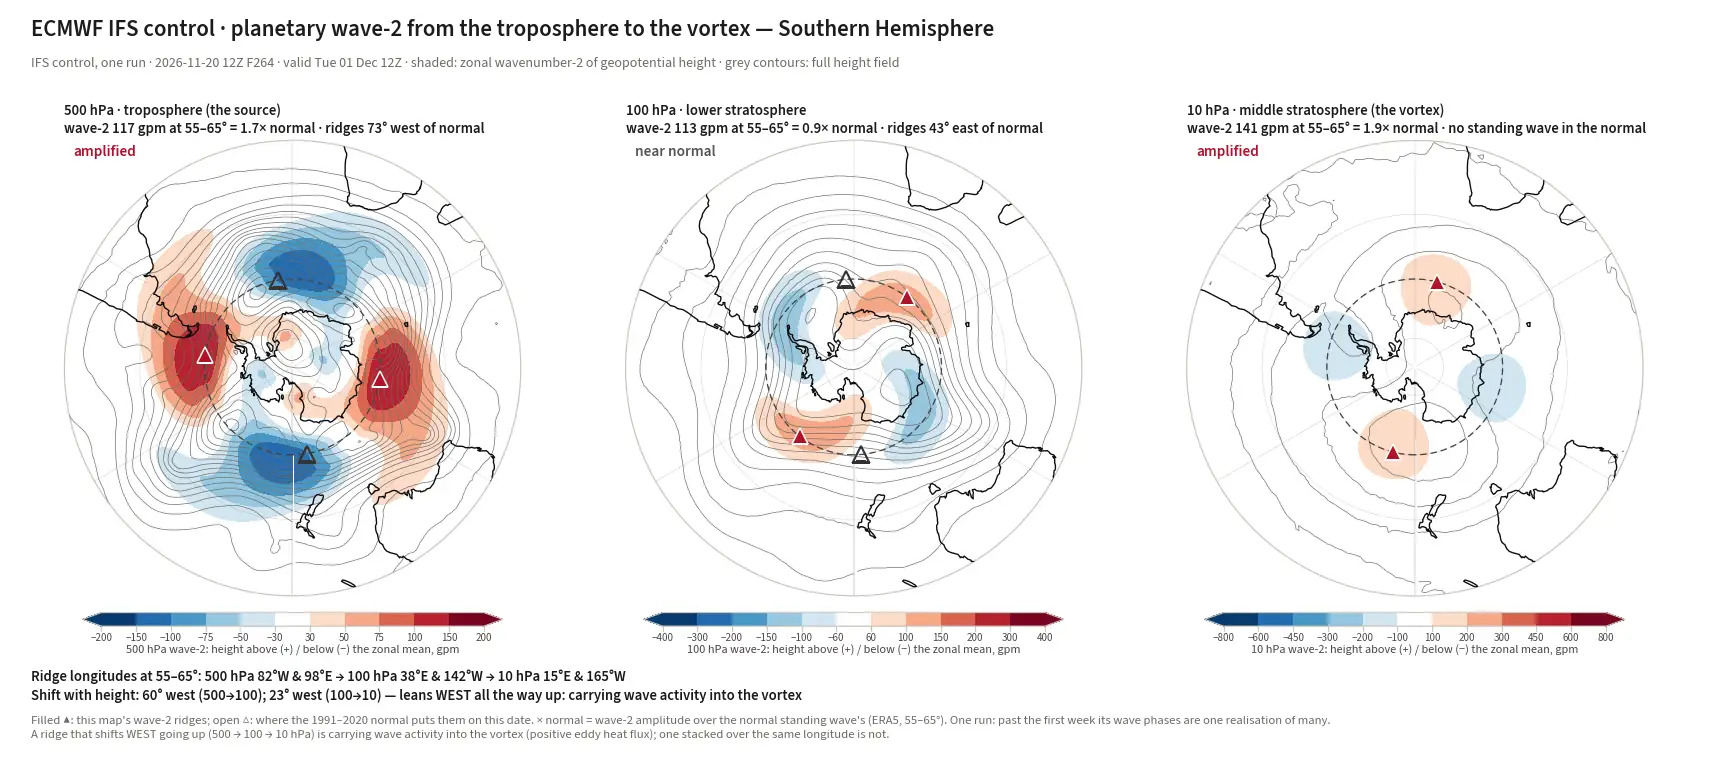 ECMWF IFS control · planetary wave-2 from the troposphere to the vortex — Southern Hemisphere
IFS control, one run · 2026-11-20 12Z F264 · valid Tue 01 Dec 12Z · shaded: zonal wavenumber-2 of geopotential height · grey contours: full height field
500 hPa · troposphere (the source)
wave-2 117 gpm at 55–65° = 1.7× normal · ridges 73° west of normal
amplified
100 hPa · lower stratosphere
wave-2 113 gpm at 55–65° = 0.9× normal · ridges 43° east of normal
near normal
10 hPa · middle stratosphere (the vortex)
wave-2 141 gpm at 55–65° = 1.9× normal · no standing wave in the normal
amplified
−200 −150 −100 −75 −50 −30 30 50 75 100 150 200
500 hPa wave-2: height above (+) / below (−) the zonal mean, gpm
−400 −300 −200 −150 −100 −60 60 100 150 200 300 400
100 hPa wave-2: height above (+) / below (−) the zonal mean, gpm
−800 −600 −450 −300 −200 −100 100 200 300 450 600 800
10 hPa wave-2: height above (+) / below (−) the zonal mean, gpm
Ridge longitudes at 55–65°: 500 hPa 82°W & 98°E → 100 hPa 38°E & 142°W → 10 hPa 15°E & 165°W
Shift with height: 60° west (500→100); 23° west (100→10) — leans WEST all the way up: carrying wave activity into the vortex
Filled ▲: this map's wave-2 ridges; open △: where the 1991–2020 normal puts them on this date. × normal = wave-2 amplitude over the normal standing wave's (ERA5, 55–65°). One run: past the first week its wave phases are one realisation of many.
A ridge that shifts WEST going up (500 → 100 → 10 hPa) is carrying wave activity into the vortex (positive eddy heat flux); one stacked over the same longitude is not.